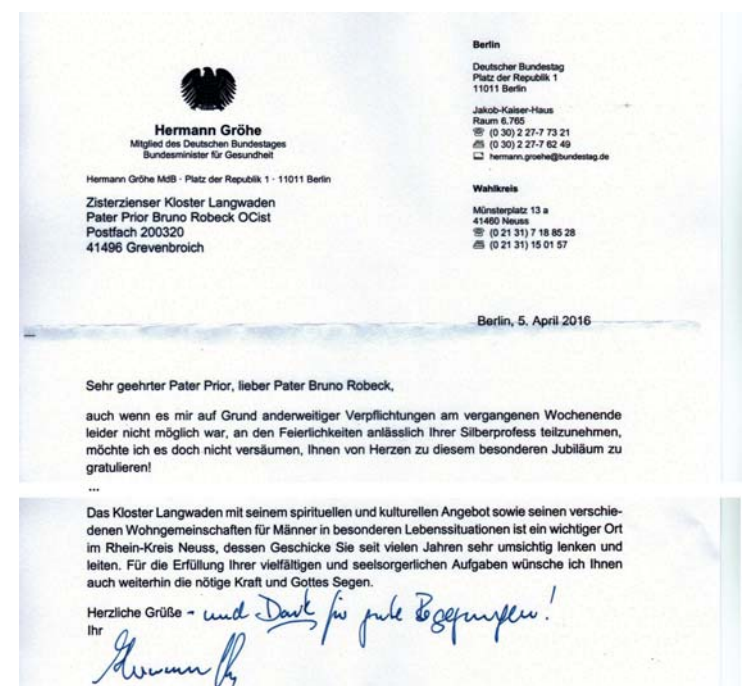 Hermann Gröhe
Mitglied des Deutschen Bundestages
Bundesminister für Gesundheit
Hermann Gröhe MdB · Platz der Republik 1 · 11011 Berlin
Zisterzienser Kloster Langwaden
Pater Prior Bruno Robeck OCist
Postfach 200320
41496 Grevenbroich
Berlin
Deutscher Bundestag
Platz der Republik 1
11011 Berlin
Jakob-Kaiser-Haus
Raum 6.765
(0 30) 2 27-7 73 21
(0 30) 2 27-7 62 49
hermann.groehe@bundestag.de
Wahlkreis
Münsterplatz 13 a
41460 Neuss
(0 21 31) 7 18 85 28
(0 21 31) 15 01 57
Berlin, 5. April 2016
Sehr geehrter Pater Prior, lieber Pater Bruno Robeck,
auch wenn es mir auf Grund anderweitiger Verpflichtungen am vergangenen Wochenende
leider nicht möglich war, an den Feierlichkeiten anlässlich Ihrer Silberprofess teilzunehmen,
möchte ich es doch nicht versäumen, Ihnen von Herzen zu diesem besonderen Jubiläum zu
gratulieren!
...
Das Kloster Langwaden mit seinem spirituellen und kulturellen Angebot sowie seinen verschie-
denen Wohngemeinschaften für Männer in besonderen Lebenssituationen ist ein wichtiger Ort
im Rhein-Kreis Neuss, dessen Geschicke Sie seit vielen Jahren sehr umsichtig lenken und
leiten. Für die Erfüllung Ihrer vielfältigen und seelsorgerlichen Aufgaben wünsche ich Ihnen
auch weiterhin die nötige Kraft und Gottes Segen.
Herzliche Grüße - und Dank für gute Begegnungen!
Ihr
Hermann